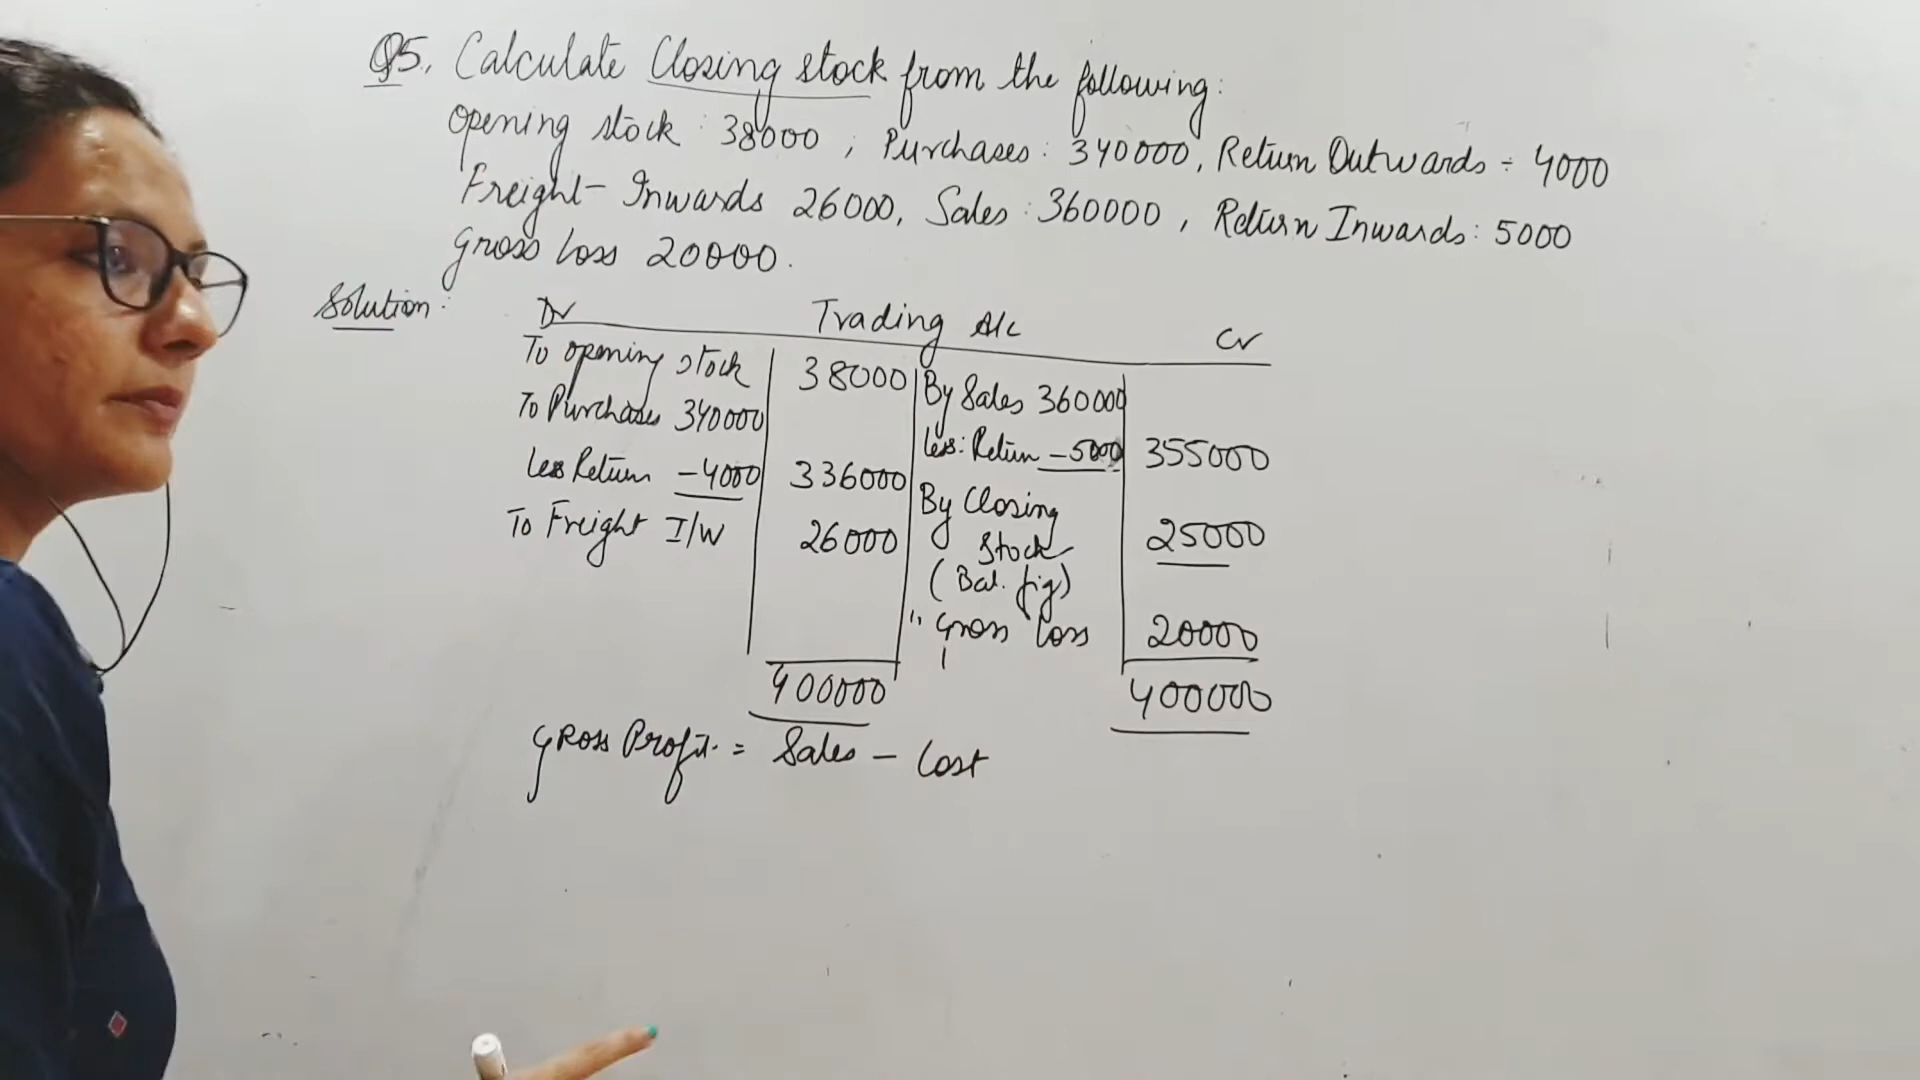 Q5. Calculate Closing stock from the following:
Opening stock : 38000 ; Purchases : 340000, Return Outwards : 4000
Freight-Inwards 26000, Sales : 360000, Return Inwards : 5000
Gross Loss 20000.
Solution :
Dr Trading A/c Cr
To opening stock 38000 By Sales 360000
To Purchases 340000
Less Return -4000 336000 Less: Return -5000 355000
To Freight I/W 26000 By Closing Stock 25000
(Bal. fig)
" Gross Loss 20000
400000 400000
Gross Profit = Sales - Cost